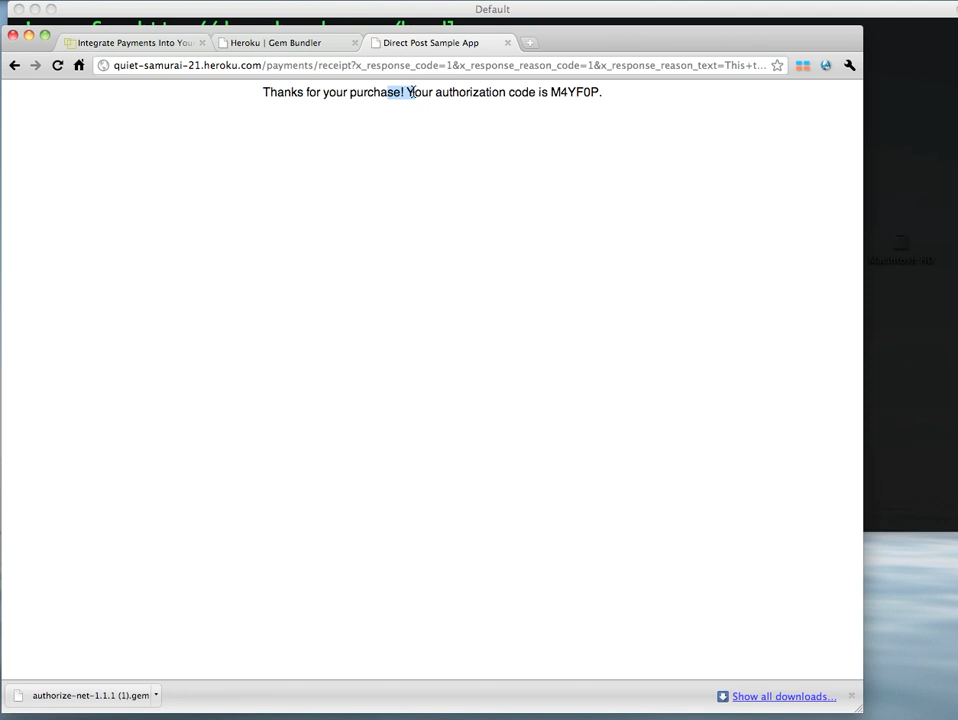 Default
Integrate Payments Into You
Heroku | Gem Bundler
Direct Post Sample App
quiet-samurai-21.heroku.com/payments/receipt?x_response_code=1&x_response_reason_code=1&x_response_reason_text=This+t...
Thanks for your purchase! Your authorization code is M4YF0P.
Macintosh HD
authorize-net-1.1.1 (1).gem
Show all downloads...